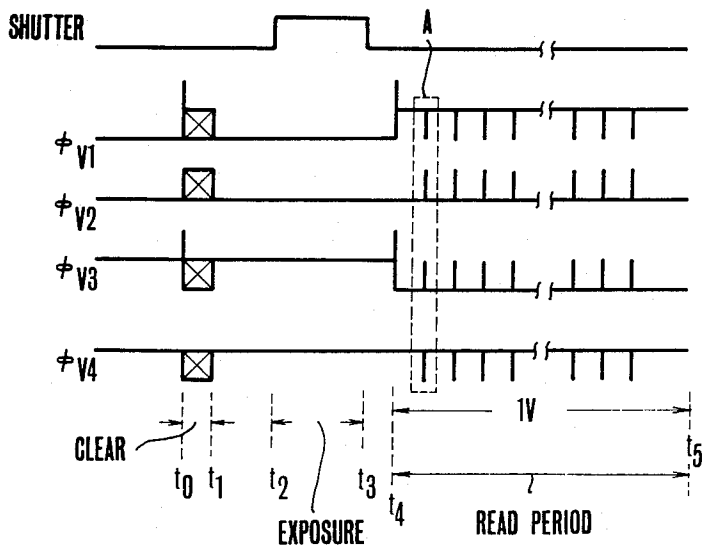 SHUTTER
A
ϕV1
ϕV2
ϕV3
ϕV4
1V
CLEAR
t0 t1 t2 t3 t4 t5
EXPOSURE
READ PERIOD